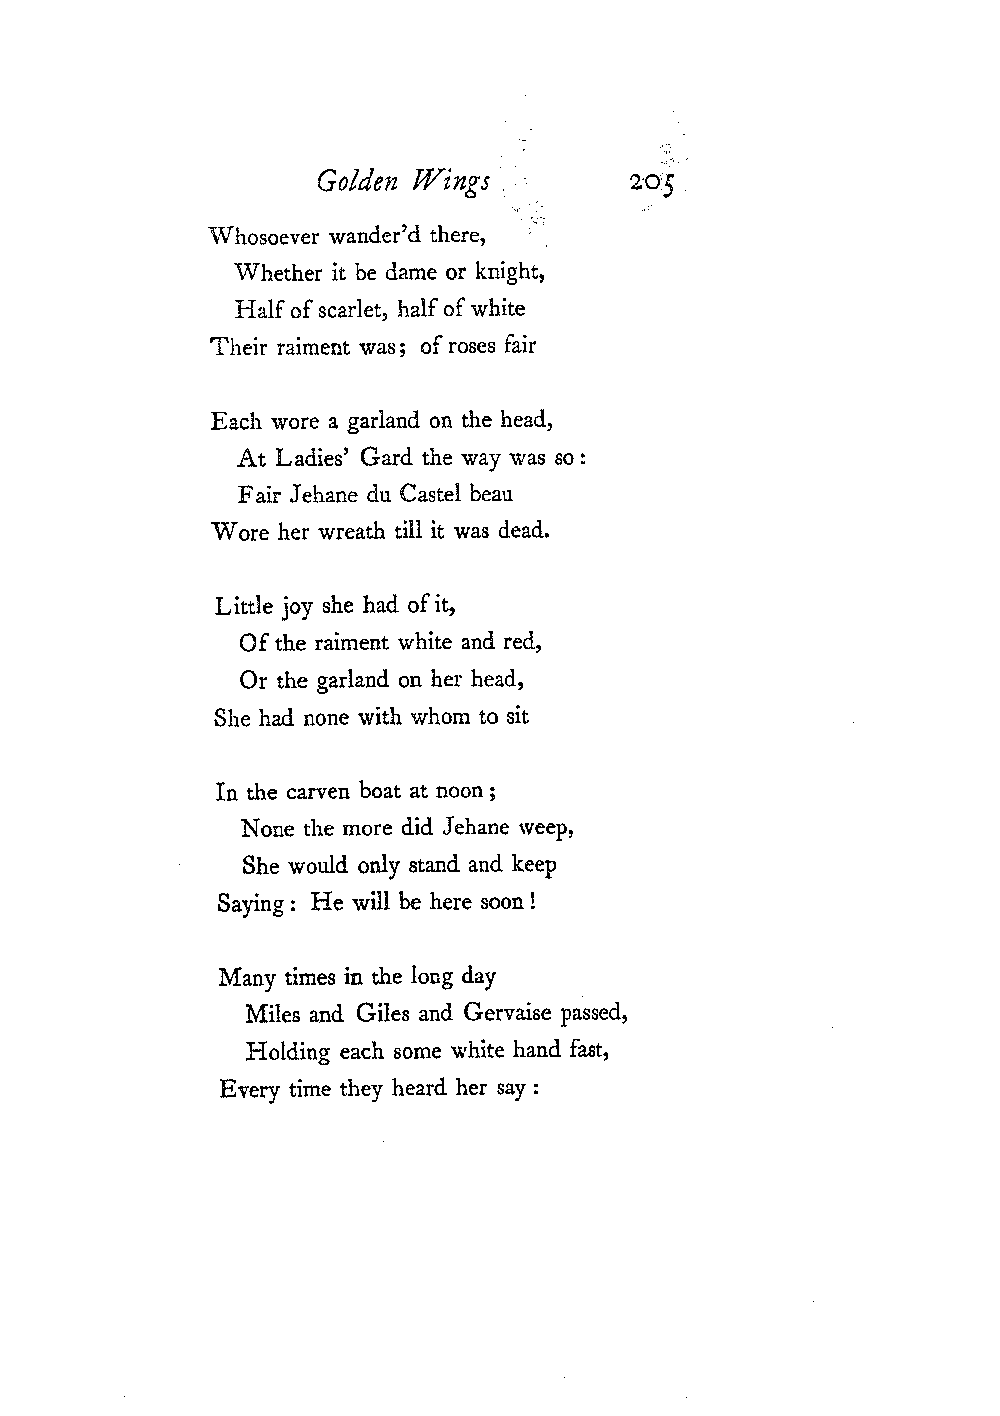 Golden Wings 205
Whosoever wander'd there,
Whether it be dame or knight,
Half of scarlet, half of white
Their raiment was; of roses fair
Each wore a garland on the head,
At Ladies' Gard the way was so:
Fair Jehane du Castel beau
Wore her wreath till it was dead.
Little joy she had of it,
Of the raiment white and red,
Or the garland on her head,
She had none with whom to sit
In the carven boat at noon;
None the more did Jehane weep,
She would only stand and keep
Saying: He will be here soon!
Many times in the long day
Miles and Giles and Gervaise passed,
Holding each some white hand fast,
Every time they heard her say: